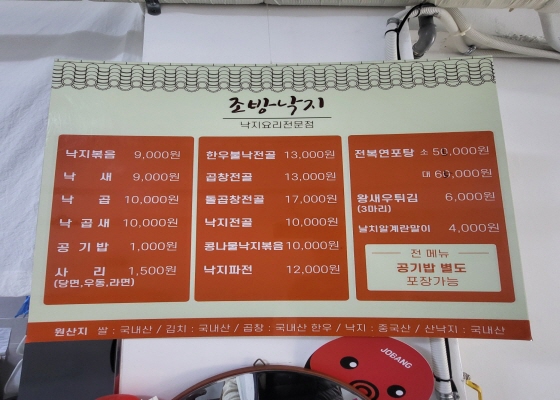 조방낙지
낙지요리전문점
낙지볶음 9,000원
낙 새 9,000원
낙 곱 10,000원
낙곱새 10,000원
공기밥 1,000원
사 리 1,500원
(당면,우동,라면)
한우불낙전골 13,000원
곱창전골 13,000원
돌곱창전골 17,000원
낙지전골 10,000원
콩나물낙지볶음 10,000원
낙지파전 12,000원
전복연포탕 소 50,000원
대 65,000원
왕새우튀김 6,000원
(3마리)
날치알계란말이 4,000원
전 메뉴
공기밥 별도
포장가능
원산지 쌀 : 국내산 / 김치 : 국내산 / 곱창 : 국내산 한우 / 낙지 : 중국산 / 산낙지 : 국내산
JOBANG